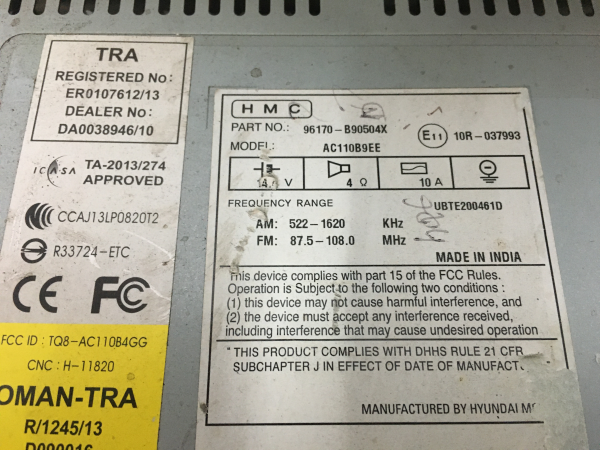 TRA
REGISTERED No:
ER0107612/13
DEALER No:
DA0038946/10
ICASA TA-2013/274
APPROVED
CCAJ13LP0820T2
R33724-ETC
CE FC
FCC ID : TQ8-AC110B4GG
CNC : H-11820
OMAN-TRA
R/1245/13
D090016
HMC
PART NO.: 96170-B90504X
MODEL: AC110B9EE
E11 10R-037993
14.4 V 4 Ω 10 A
FREQUENCY RANGE
UBTE200461D
AM: 522-1620 KHz
FM: 87.5-108.0 MHz
MADE IN INDIA
This device complies with part 15 of the FCC Rules.
Operation is Subject to the following two conditions :
(1) this device may not cause harmful interference, and
(2) the device must accept any interference received,
including interference that may cause undesired operation
"THIS PRODUCT COMPLIES WITH DHHS RULE 21 CFR
SUBCHAPTER J IN EFFECT OF DATE OF MANUFACT
MANUFACTURED BY HYUNDAI M